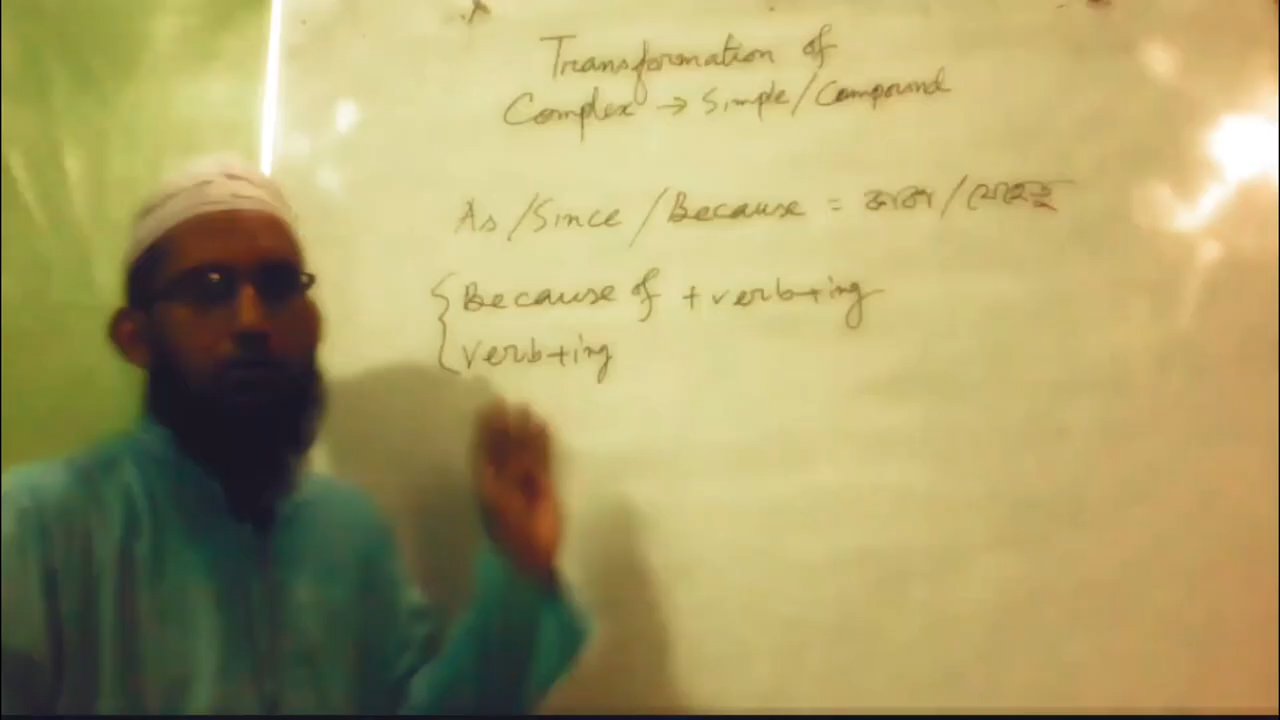 Transformation of
Complex → Simple/Compound
As/Since/Because = কারণ/যেহেতু
Because of + verb+ing
verb+ing